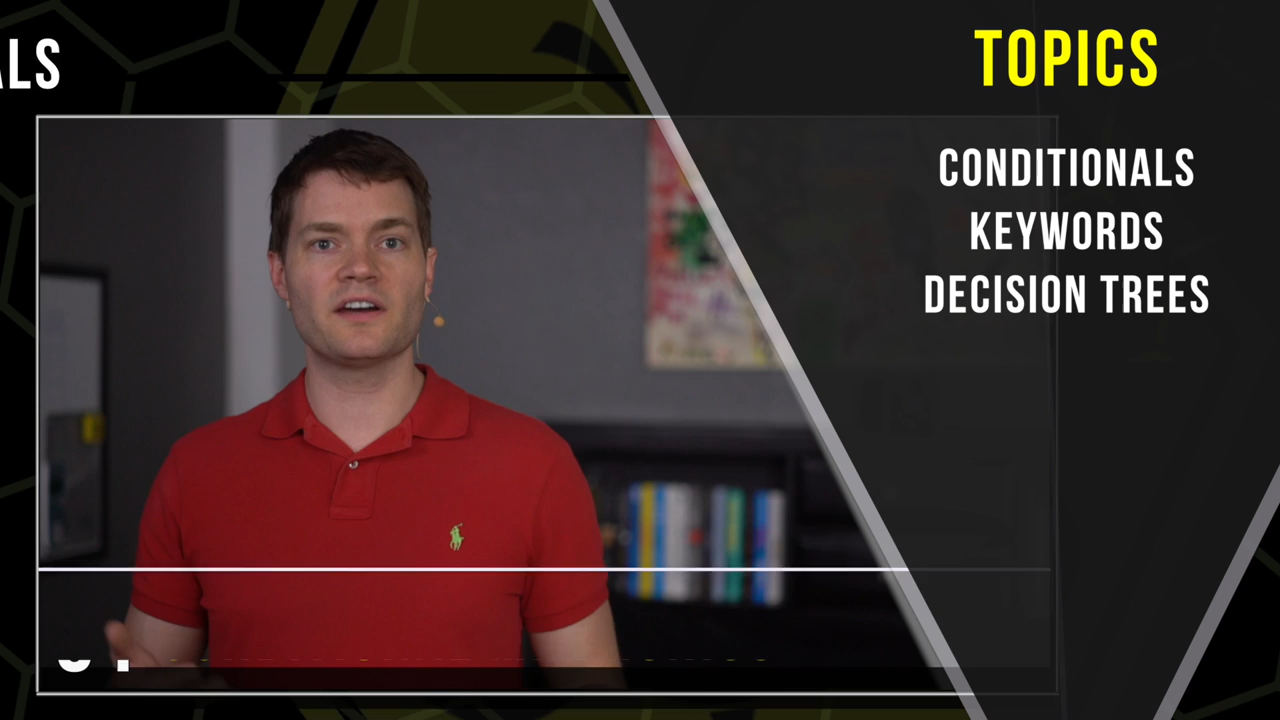 ALS
TOPICS
CONDITIONALS
KEYWORDS
DECISION TREES